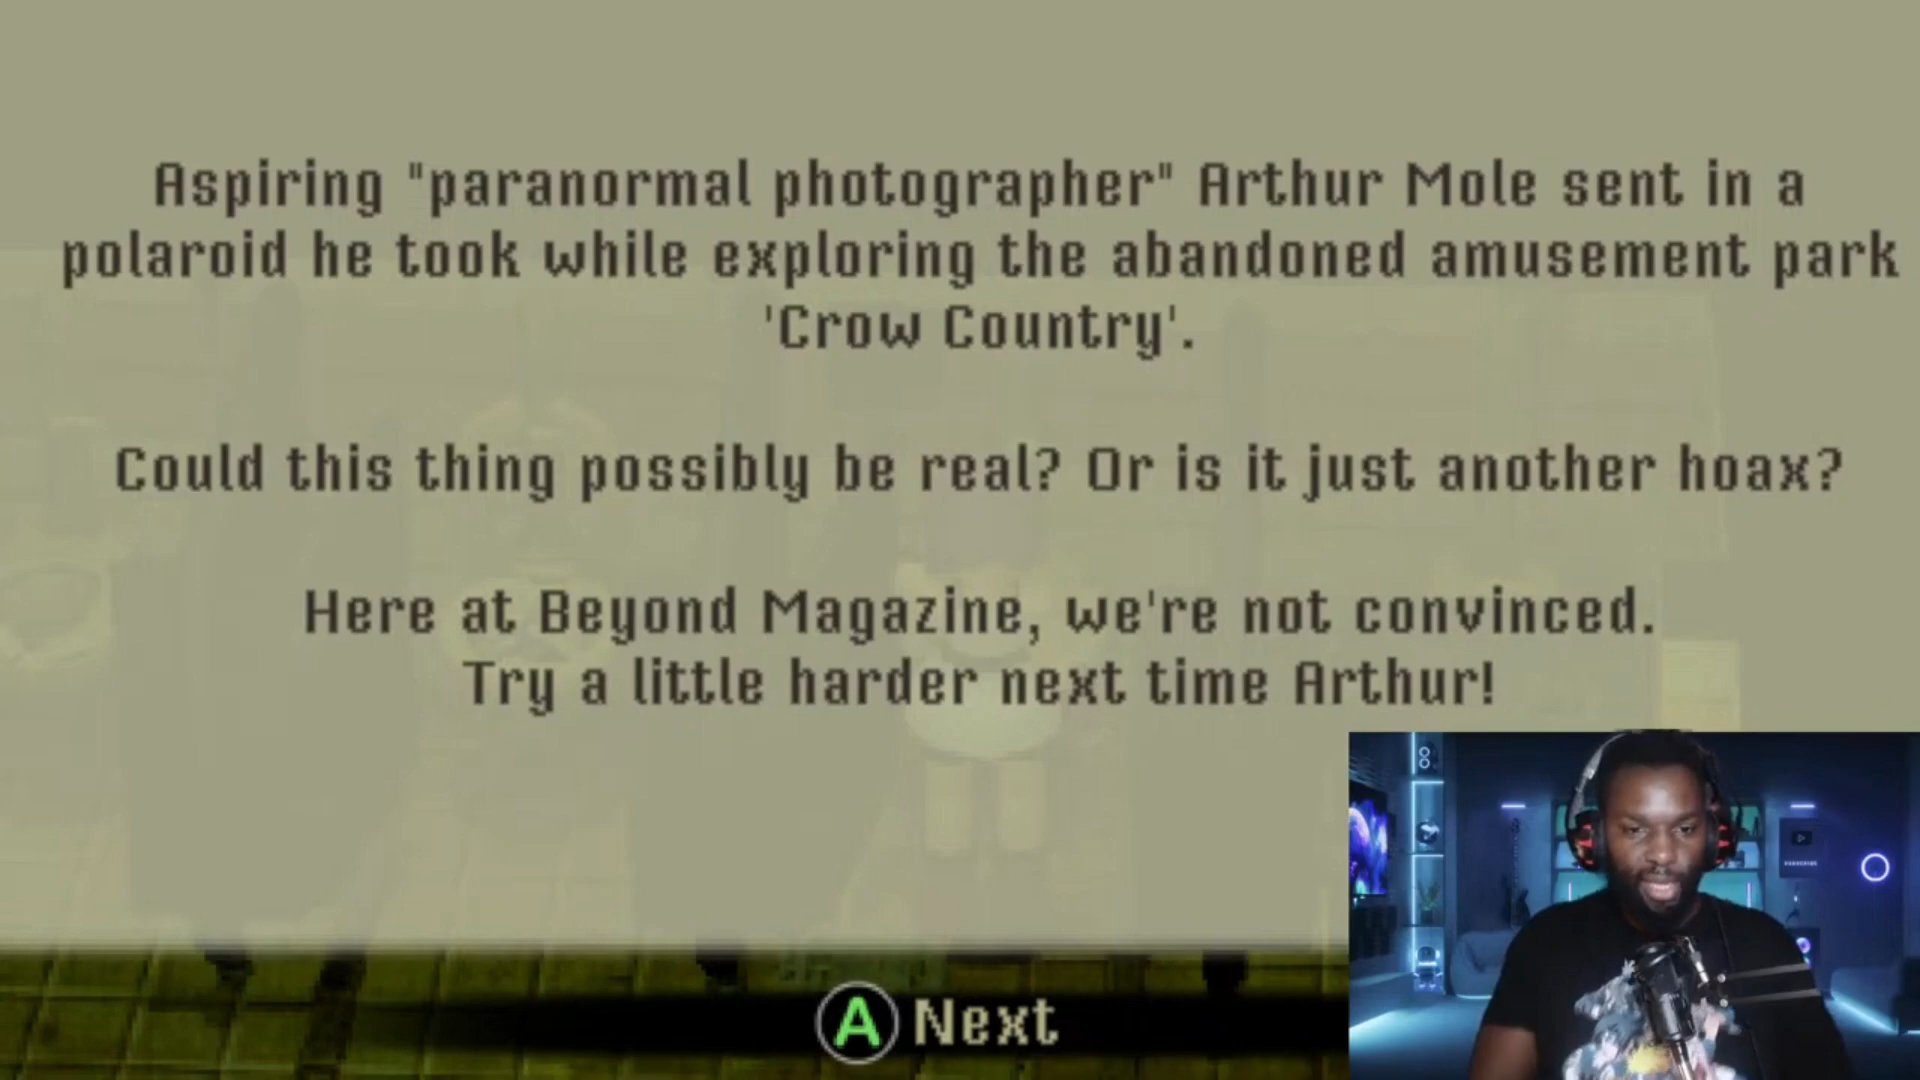 Aspiring "paranormal photographer" Arthur Mole sent in a
polaroid he took while exploring the abandoned amusement park
'Crow Country'.
Could this thing possibly be real? Or is it just another hoax?
Here at Beyond Magazine, we're not convinced.
Try a little harder next time Arthur!
A Next